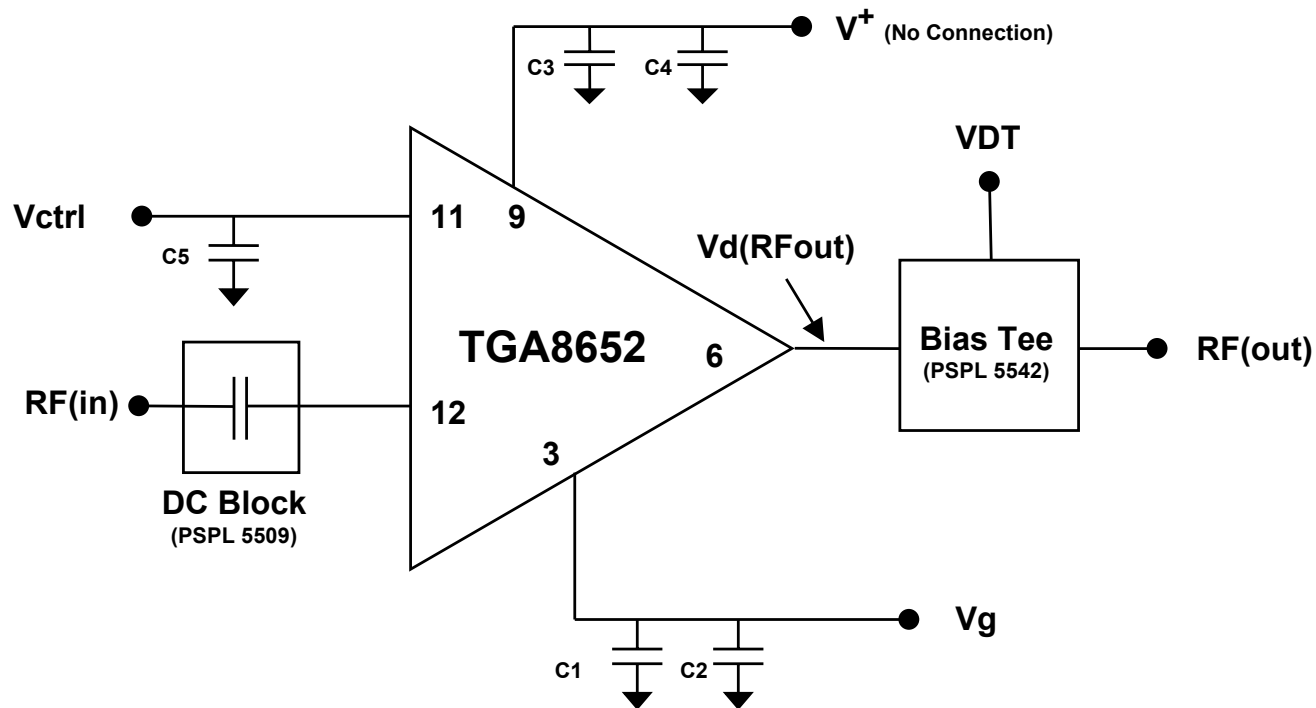 V+ (No Connection)
C3
C4
VDT
Vctrl
11
9
C5
Vd(RFout)
TGA8652
6
Bias Tee
(PSPL 5542)
RF(out)
RF(in)
12
3
DC Block
(PSPL 5509)
Vg
C1
C2